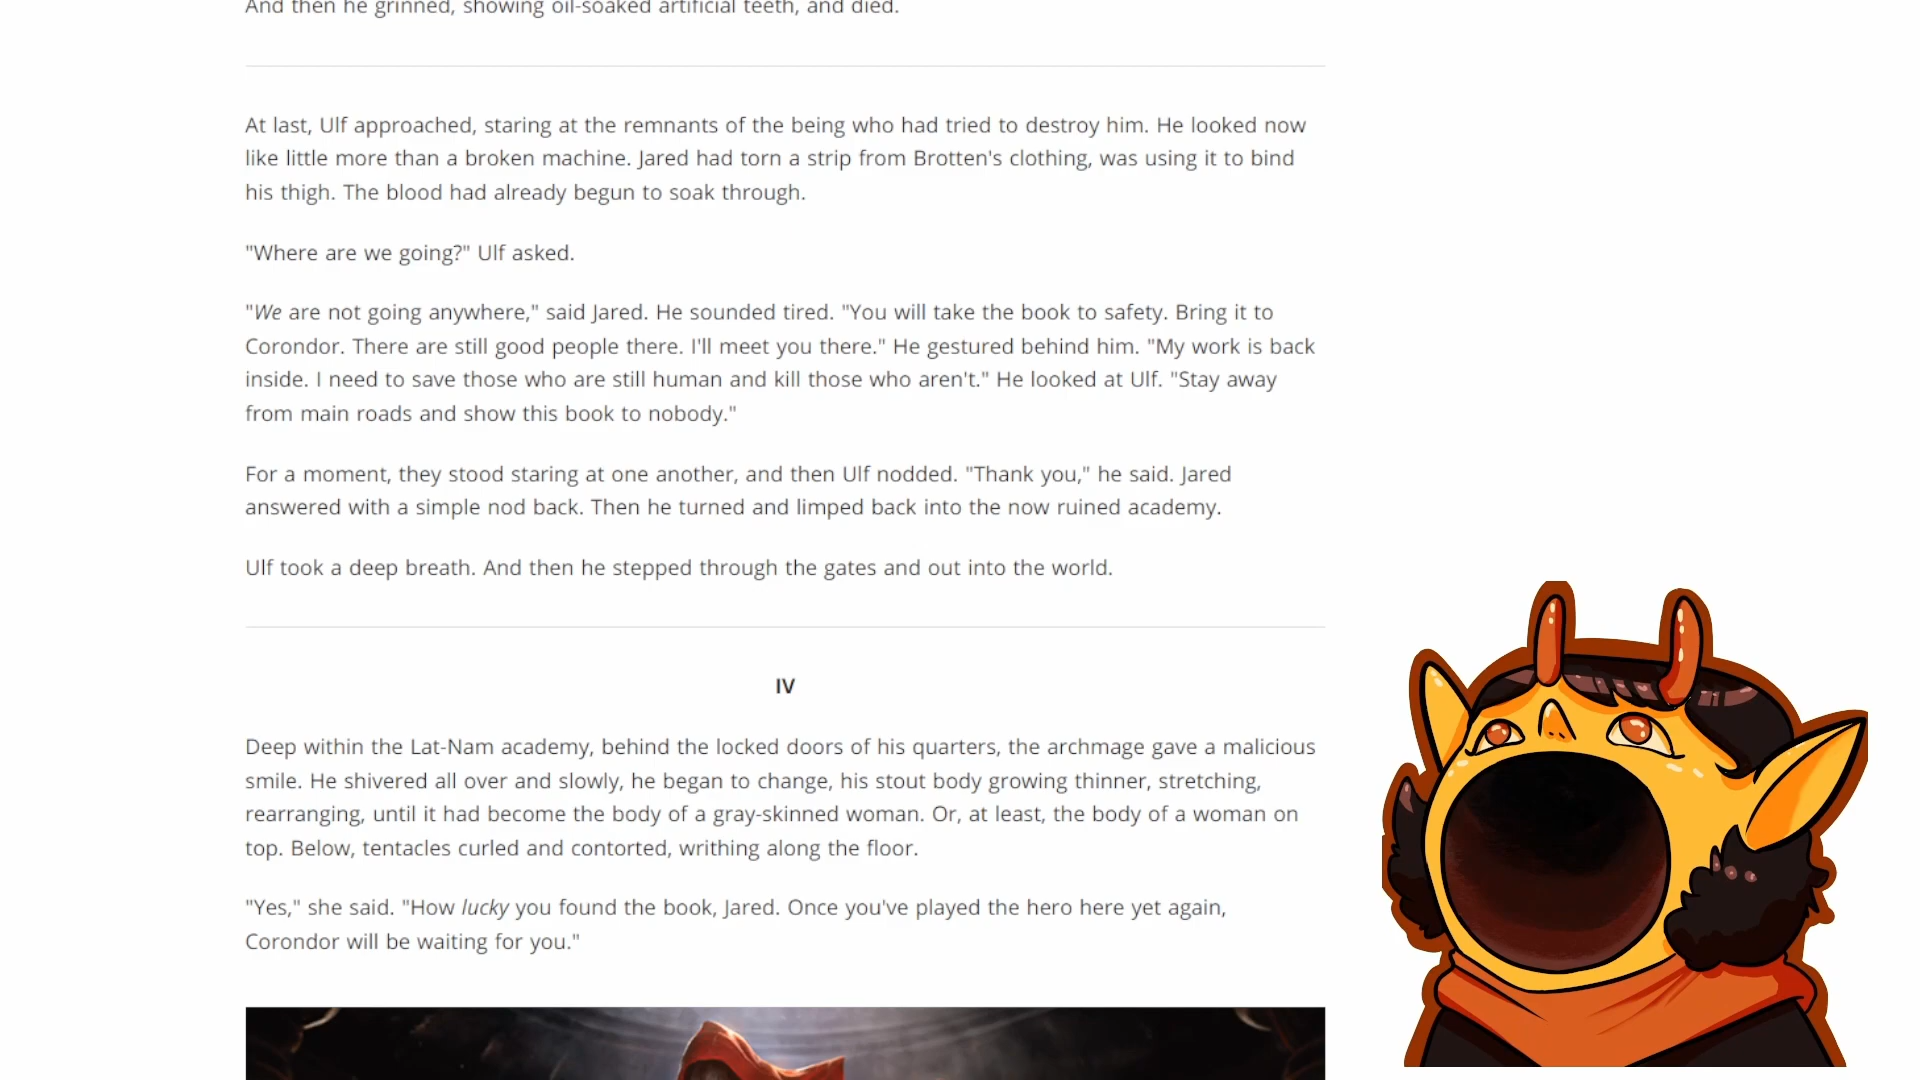 And then he grinned, showing oil-soaked artificial teeth, and died.
At last, Ulf approached, staring at the remnants of the being who had tried to destroy him. He looked now
like little more than a broken machine. Jared had torn a strip from Brotten's clothing, was using it to bind
his thigh. The blood had already begun to soak through.
"Where are we going?" Ulf asked.
"We are not going anywhere," said Jared. He sounded tired. "You will take the book to safety. Bring it to
Corondor. There are still good people there. I'll meet you there." He gestured behind him. "My work is back
inside. I need to save those who are still human and kill those who aren't." He looked at Ulf. "Stay away
from main roads and show this book to nobody."
For a moment, they stood staring at one another, and then Ulf nodded. "Thank you," he said. Jared
answered with a simple nod back. Then he turned and limped back into the now ruined academy.
Ulf took a deep breath. And then he stepped through the gates and out into the world.
IV
Deep within the Lat-Nam academy, behind the locked doors of his quarters, the archmage gave a malicious
smile. He shivered all over and slowly, he began to change, his stout body growing thinner, stretching,
rearranging, until it had become the body of a gray-skinned woman. Or, at least, the body of a woman on
top. Below, tentacles curled and contorted, writhing along the floor.
"Yes," she said. "How lucky you found the book, Jared. Once you've played the hero here yet again,
Corondor will be waiting for you."